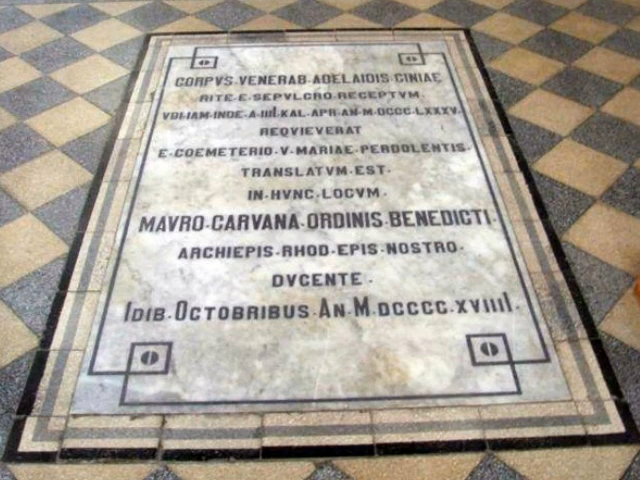 CORPVS·VENERAB·ADELAIDIS·CINIAE
RITE·E·SEPVLCRO·RECEPTVM·
VBI·IAM·INDE·A·IIII·KAL·APR·AN·M·DCCC·LXXXV·
REQVIEVERAT
E·COEMETERIO·V·MARIAE·PERDOLENTIS·
TRANSLATVM·EST·
IN·HVNC·LOCVM·
MAVRO·CARVANA·ORDINIS·BENEDICTI·
ARCHIEPIS·RHOD·EPIS·NOSTRO·
DVCENTE·
IDIB·OCTOBRIBUS·AN·M·DCCCC·XVIIII·